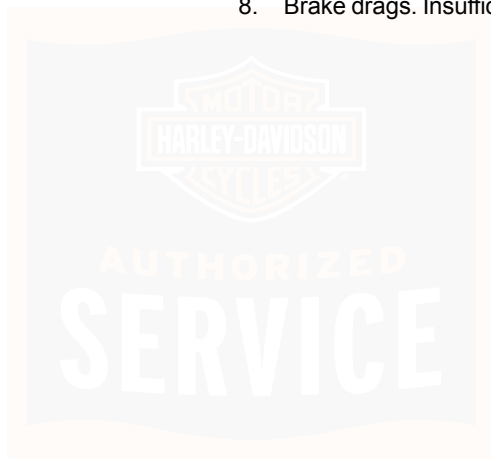 8. Brake drags. Insuffic
MOTOR
HARLEY-DAVIDSON
CYCLES
AUTHORIZED
SERVICE